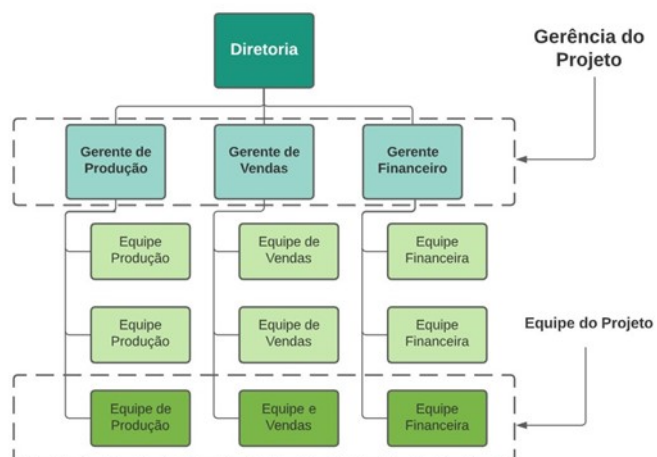 Diretoria
Gerência do
Projeto
Gerente de
Produção
Gerente de
Vendas
Gerente
Financeiro
Equipe
Produção
Equipe de
Vendas
Equipe
Financeira
Equipe
Produção
Equipe de
Vendas
Equipe
Financeira
Equipe do Projeto
Equipe de
Produção
Equipe e
Vendas
Equipe
Financeira